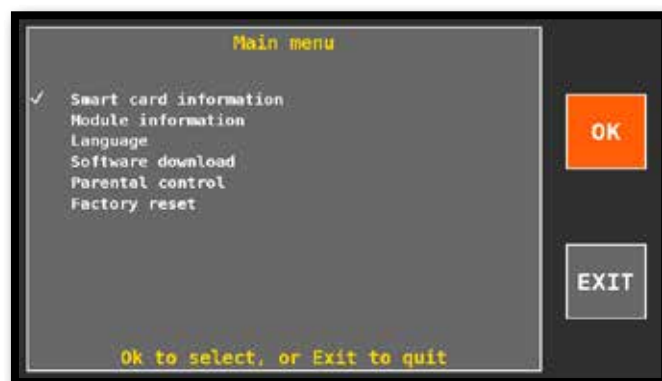 Main menu
✓ Smart card information
Module information
Language
Software download
Parental control
Factory reset
OK
EXIT
Ok to select, or Exit to quit